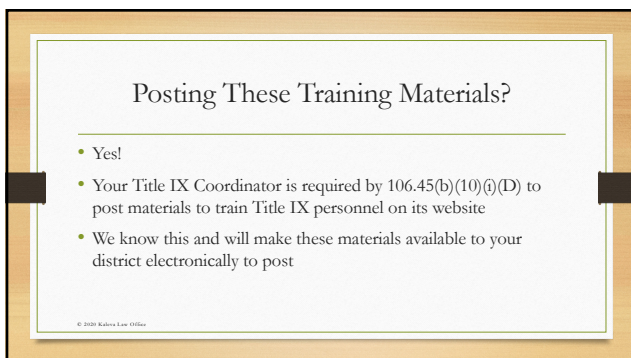 Posting These Training Materials?
• Yes!
• Your Title IX Coordinator is required by 106.45(b)(10)(i)(D) to
post materials to train Title IX personnel on its website
• We know this and will make these materials available to your
district electronically to post
© 2020 Kaleva Law Office